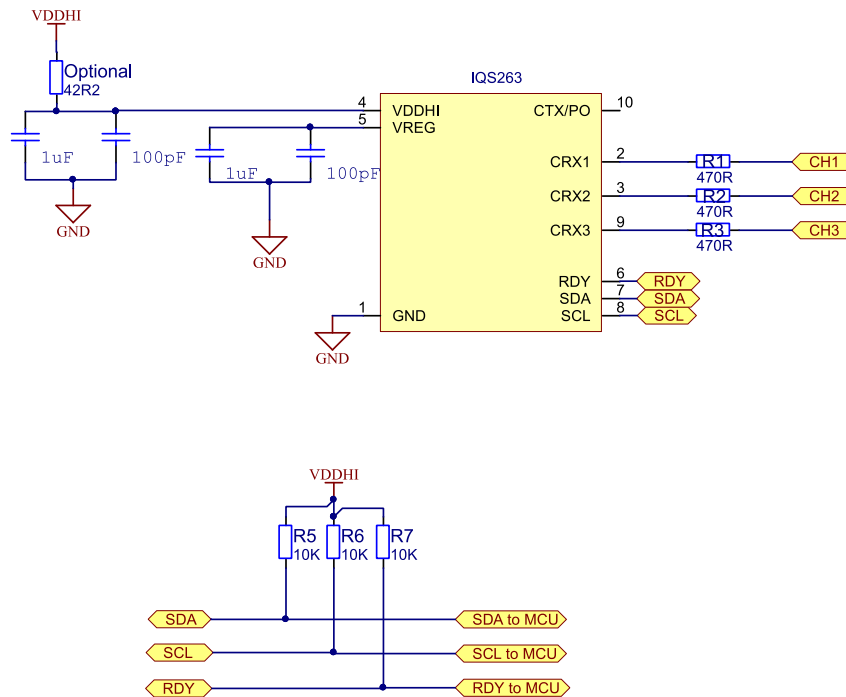 VDDHI
Optional
42R2
1uF
100pF
1uF
100pF
GND
GND
GND
IQS263
4 VDDHI
5 VREG
1 GND
CTX/PO 10
CRX1 2 R1 470R CH1
CRX2 3 R2 470R CH2
CRX3 9 R3 470R CH3
RDY 6 RDY
SDA 7 SDA
SCL 8 SCL
VDDHI
R5 R6 R7
10K 10K 10K
SDA SDA to MCU
SCL SCL to MCU
RDY RDY to MCU